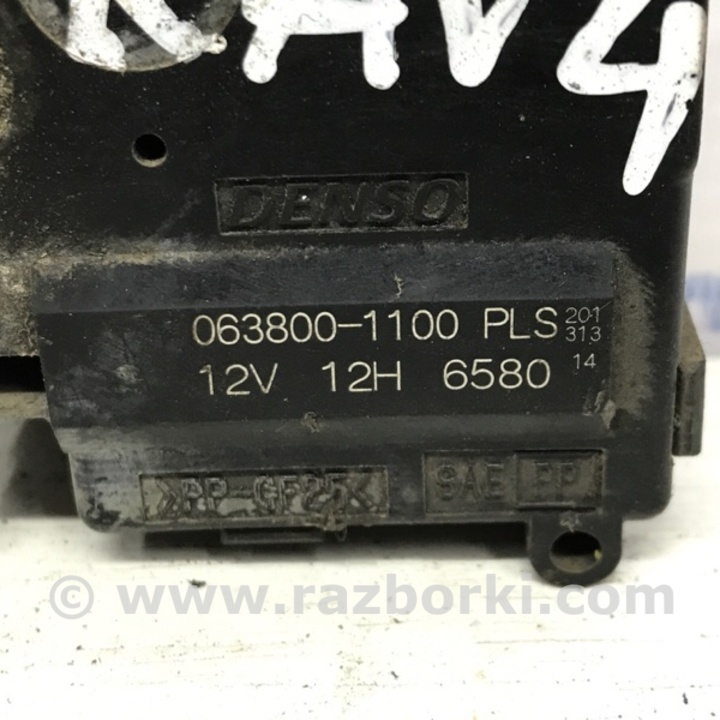 RAV4
DENSO
063800-1100 PLS 201 313
12V 12H 6580 14
>PP-GF25<
SAE PP
© www.razborki.com